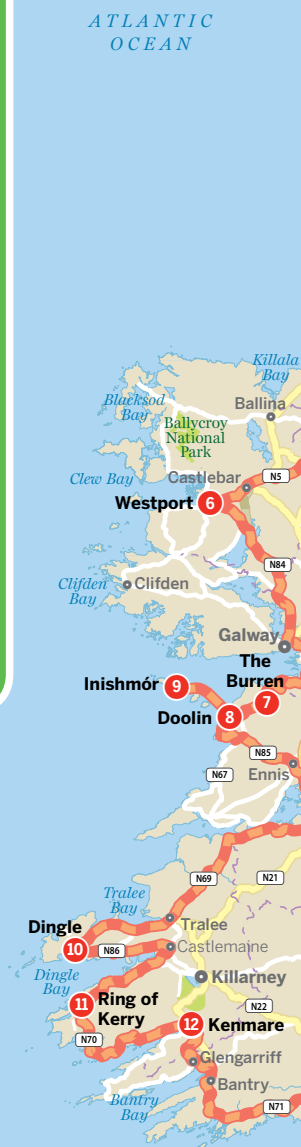 ATLANTIC
OCEAN
Killala
Bay
Blacksod
Bay
Ballina
Ballycroy
National
Park
Clew Bay
Castlebar
N5
Westport 6
N84
Clifden
Bay
Clifden
Galway
The
Burren
7
Inishmór 9
Doolin 8
N85
N67
Ennis
N69
N21
Tralee
Bay
Tralee
Dingle
10
N86
Castlemaine
Dingle
Bay
Killarney
11 Ring of
Kerry
N22
12 Kenmare
N70
Glengarriff
Bantry
Bantry
Bay
N71